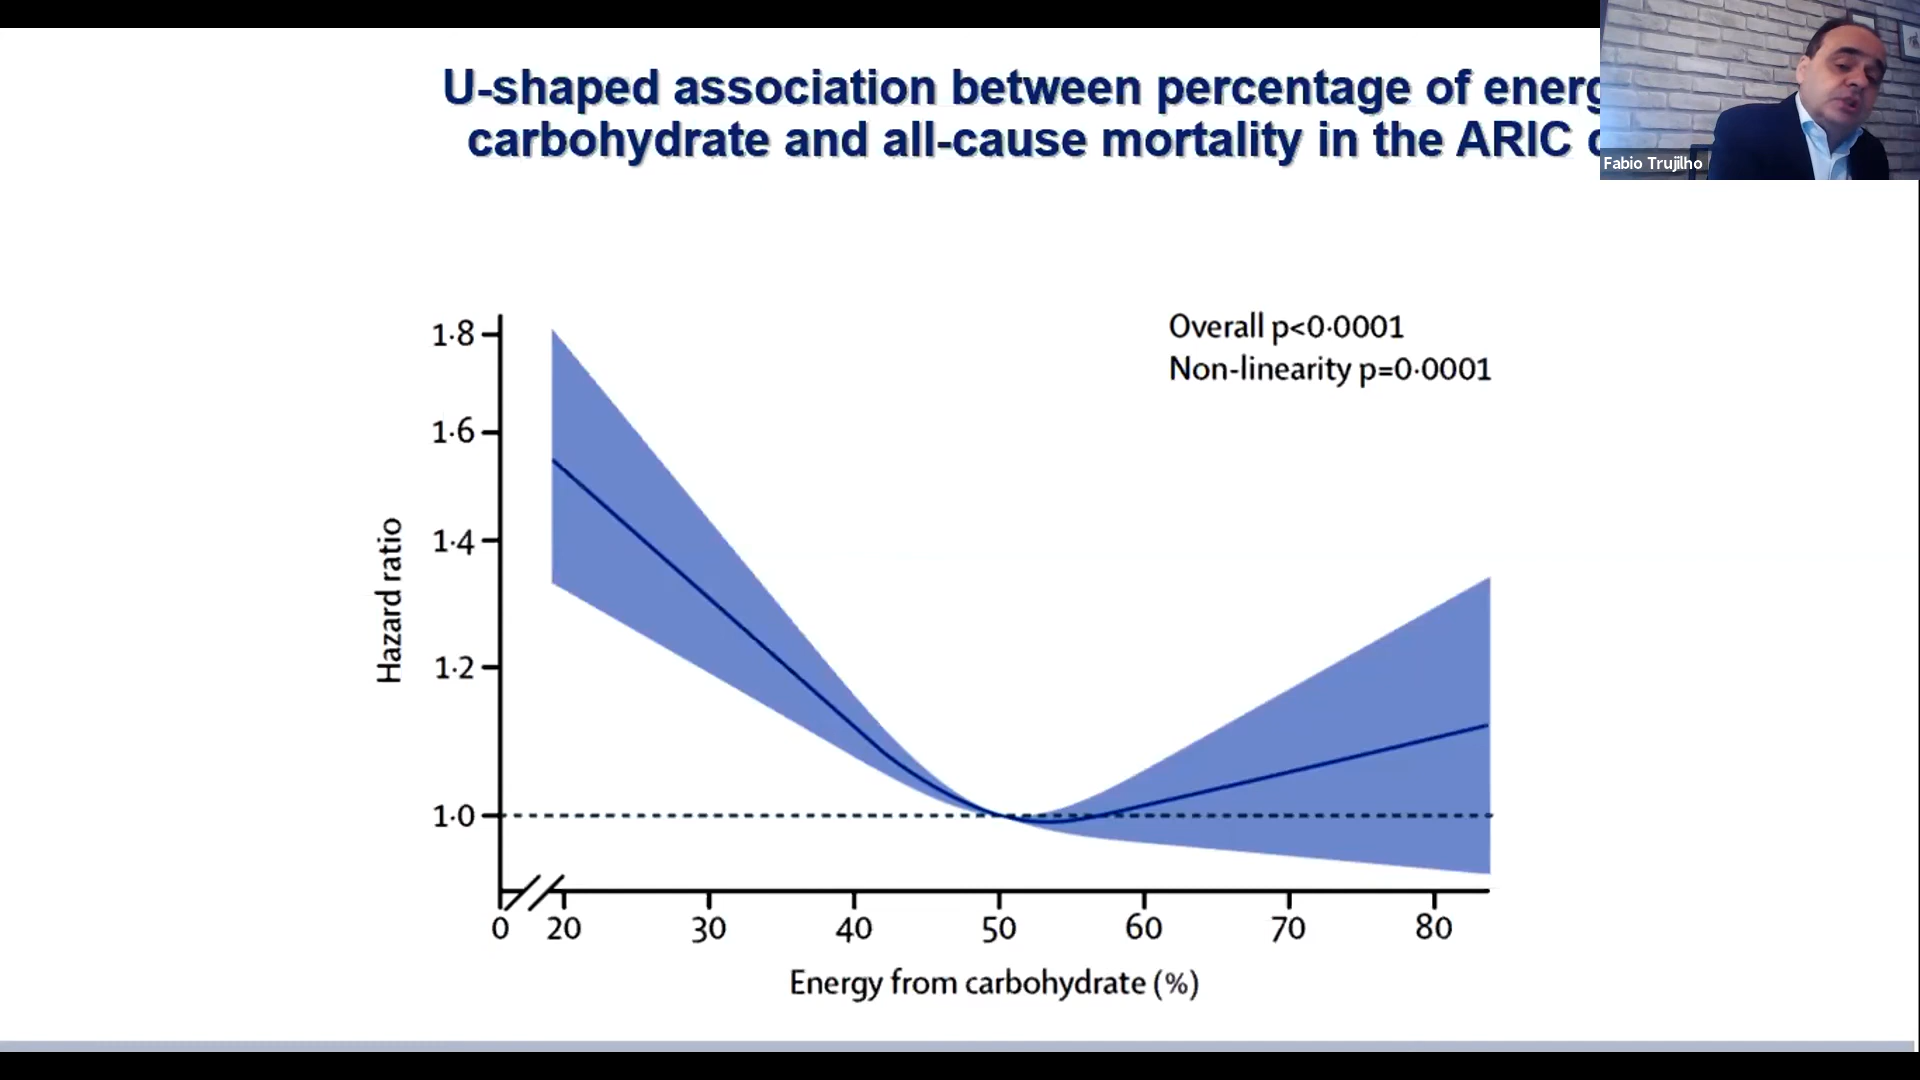 U-shaped association between percentage of energ
carbohydrate and all-cause mortality in the ARIC
Fabio Trujilho
Overall p<0·0001
Non-linearity p=0·0001
Hazard ratio
1·8
1·6
1·4
1·2
1·0
0 20 30 40 50 60 70 80
Energy from carbohydrate (%)